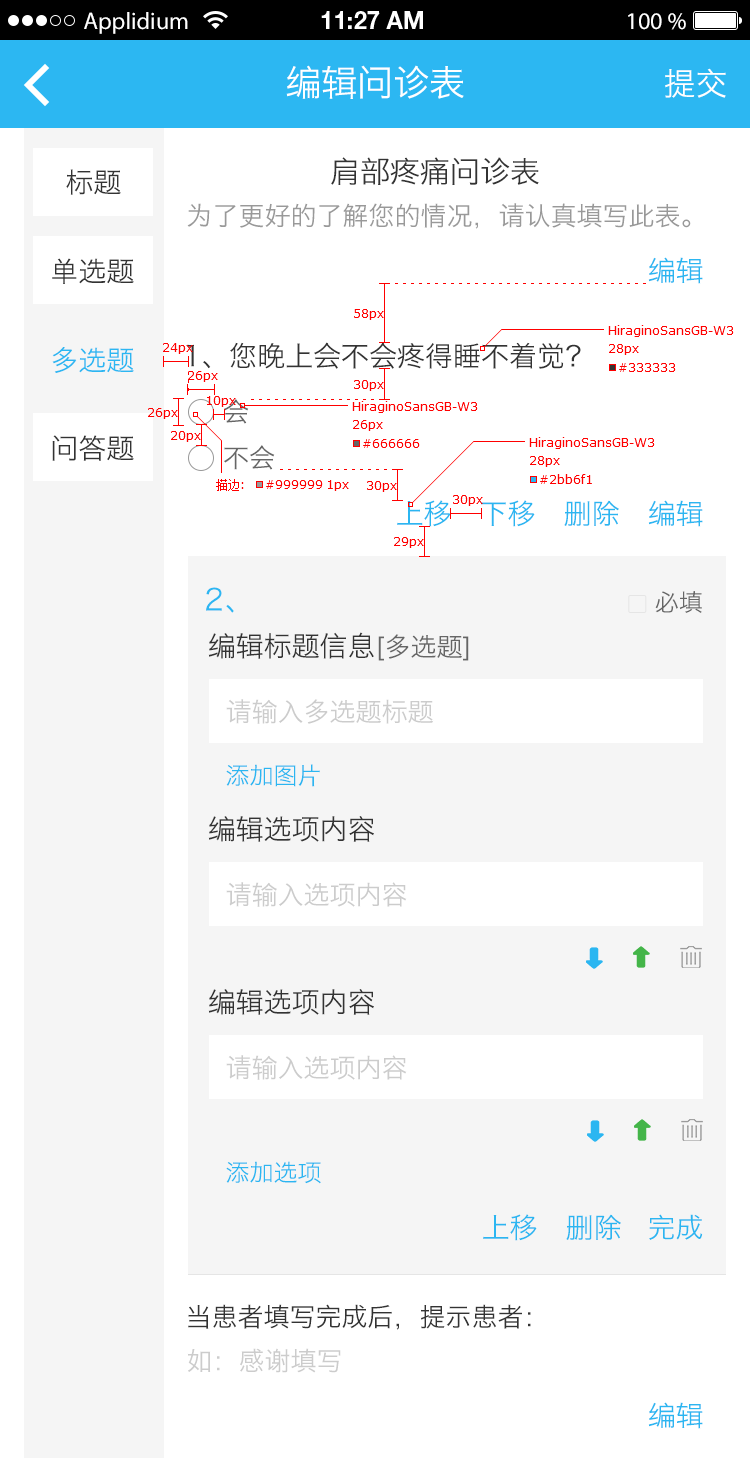 Applidium 11:27 AM 100 %
编辑问诊表 提交
标题
单选题
多选题
问答题
肩部疼痛问诊表
为了更好的了解您的情况，请认真填写此表。
编辑
58px
HiraginoSansGB-W3
28px
#333333
24px
1、您晚上会不会疼得睡不着觉？
26px
30px
10px
HiraginoSansGB-W3
26px
#666666
26px
会
20px
不会
HiraginoSansGB-W3
28px
#2bb6f1
描边： #999999 1px
30px
30px
上移 下移 删除 编辑
29px
2、
必填
编辑标题信息[多选题]
请输入多选题标题
添加图片
编辑选项内容
请输入选项内容
编辑选项内容
请输入选项内容
添加选项
上移 删除 完成
当患者填写完成后，提示患者：
如：感谢填写
编辑